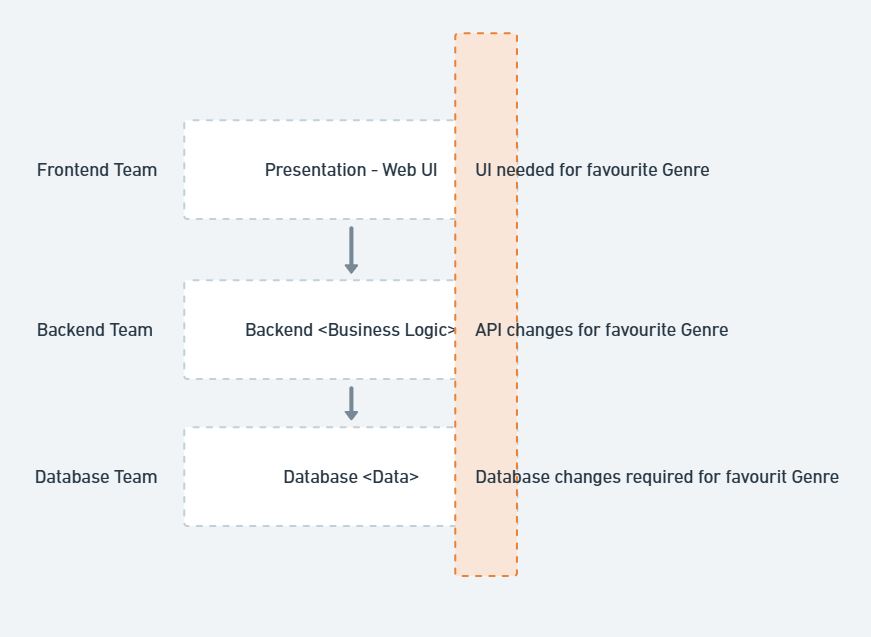 Frontend Team
Presentation - Web UI
UI needed for favourite Genre
Backend Team
Backend <Business Logic>
API changes for favourite Genre
Database Team
Database <Data>
Database changes required for favourit Genre